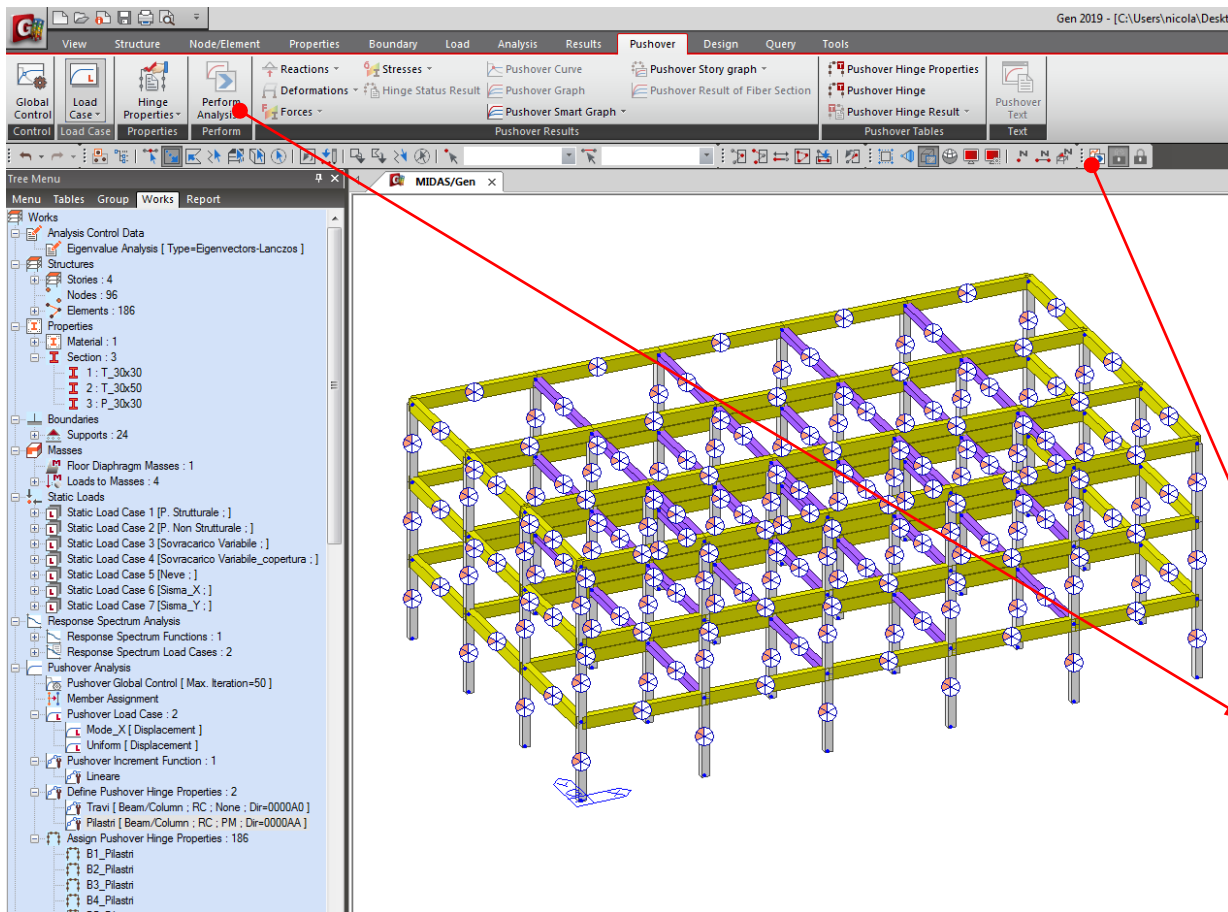 Gen 2019 - [C:\Users\nicola\Deskt
View Structure Node/Element Properties Boundary Load Analysis Results Pushover Design Query Tools
Global Control
Load Case
Hinge Properties
Perform Analysis
Reactions
Deformations
Forces
Stresses
Hinge Status Result
Pushover Curve
Pushover Graph
Pushover Smart Graph
Pushover Story graph
Pushover Result of Fiber Section
Pushover Hinge Properties
Pushover Hinge
Pushover Hinge Result
Pushover Text
Control Load Case Properties Perform Pushover Results Pushover Tables Text
Tree Menu
MIDAS/Gen
Menu Tables Group Works Report
Works
Analysis Control Data
Eigenvalue Analysis [ Type=Eigenvectors-Lanczos ]
Structures
Stories : 4
Nodes : 96
Elements : 186
Properties
Material : 1
Section : 3
1 : T_30x30
2 : T_30x50
3 : P_30x30
Boundaries
Supports : 24
Masses
Floor Diaphragm Masses : 1
Loads to Masses : 4
Static Loads
Static Load Case 1 [P. Strutturale ; ]
Static Load Case 2 [P. Non Strutturale ; ]
Static Load Case 3 [Sovracarico Variabile ; ]
Static Load Case 4 [Sovracarico Variabile_copertura ; ]
Static Load Case 5 [Neve ; ]
Static Load Case 6 [Sisma_X ; ]
Static Load Case 7 [Sisma_Y ; ]
Response Spectrum Analysis
Response Spectrum Functions : 1
Response Spectrum Load Cases : 2
Pushover Analysis
Pushover Global Control [ Max. Iteration=50 ]
Member Assignment
Pushover Load Case : 2
Mode_X [ Displacement ]
Uniform [ Displacement ]
Pushover Increment Function : 1
Lineare
Define Pushover Hinge Properties : 2
Travi [ Beam/Column ; RC ; None ; Dir=0000A0 ]
Pilastri [ Beam/Column ; RC ; PM ; Dir=0000AA ]
Assign Pushover Hinge Properties : 186
B1_Pilastri
B2_Pilastri
B3_Pilastri
B4_Pilastri